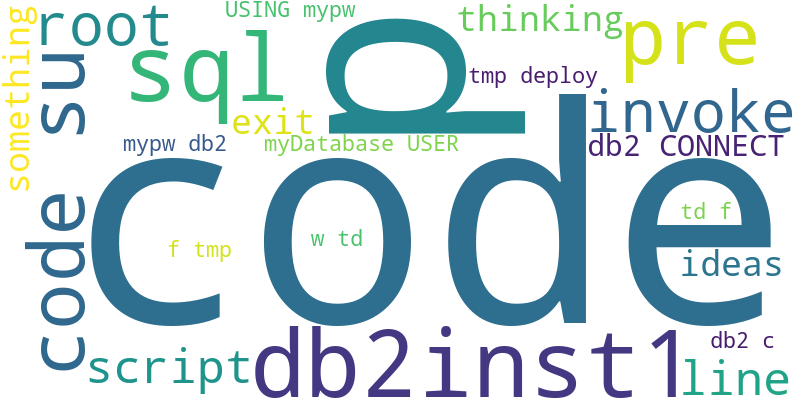 something
root
USING mypw
thinking
pre
sql
p
tmp deploy
invoke
exit
code su
mypw db2
myDatabase USER
db2 CONNECT
code
td f
w td
f tmp
ideas
script
db2inst1
db2 c
line